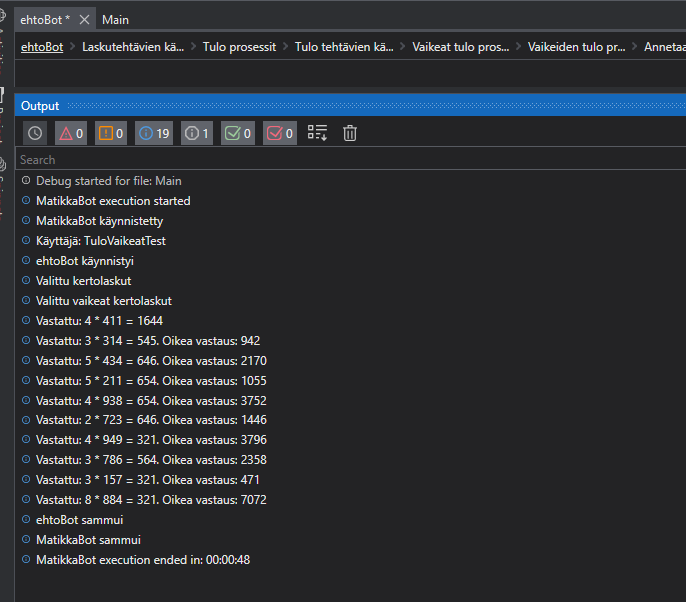 ehtoBot * Main
ehtoBot Laskutehtävien kä... Tulo prosessit Tulo tehtävien kä... Vaikeat tulo pros... Vaikeiden tulo pr... Annetaa
Output
0 0 19 1 0 0
Search
Debug started for file: Main
MatikkaBot execution started
MatikkaBot käynnistetty
Käyttäjä: TuloVaikeatTest
ehtoBot käynnistyi
Valittu kertolaskut
Valittu vaikeat kertolaskut
Vastattu: 4 * 411 = 1644
Vastattu: 3 * 314 = 545. Oikea vastaus: 942
Vastattu: 5 * 434 = 646. Oikea vastaus: 2170
Vastattu: 5 * 211 = 654. Oikea vastaus: 1055
Vastattu: 4 * 938 = 654. Oikea vastaus: 3752
Vastattu: 2 * 723 = 646. Oikea vastaus: 1446
Vastattu: 4 * 949 = 321. Oikea vastaus: 3796
Vastattu: 3 * 786 = 564. Oikea vastaus: 2358
Vastattu: 3 * 157 = 321. Oikea vastaus: 471
Vastattu: 8 * 884 = 321. Oikea vastaus: 7072
ehtoBot sammui
MatikkaBot sammui
MatikkaBot execution ended in: 00:00:48